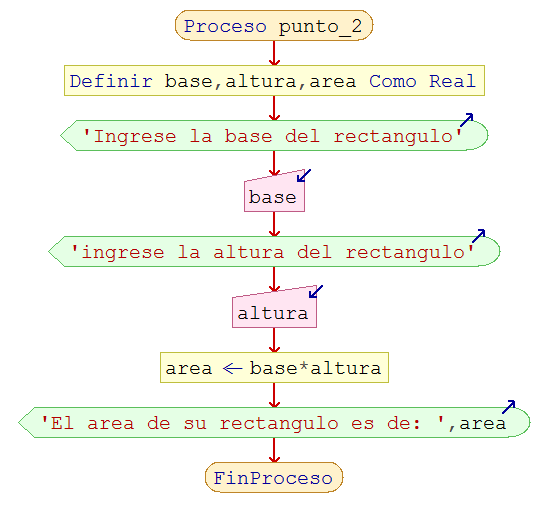 Proceso punto_2
Definir base,altura,area Como Real
'Ingrese la base del rectangulo'
base
'ingrese la altura del rectangulo'
altura
area ← base*altura
'El area de su rectangulo es de: ',area
FinProceso